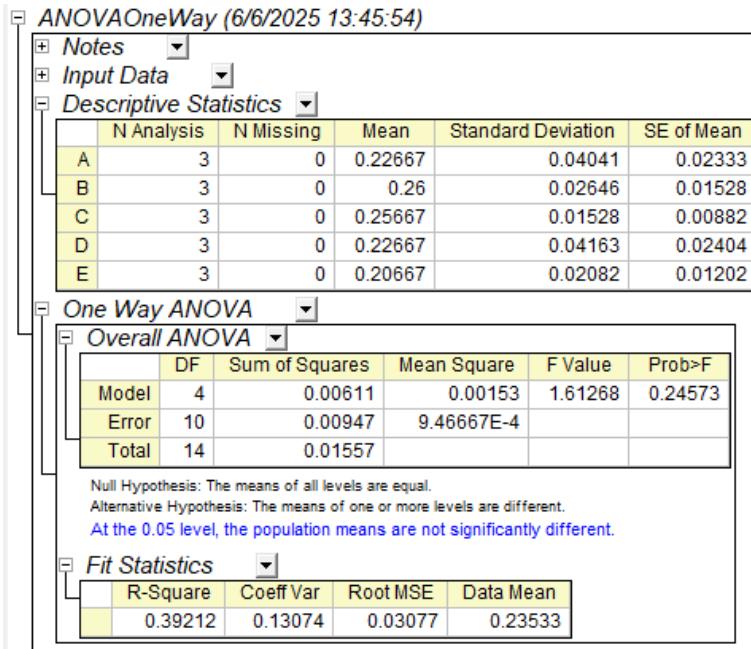 ANOVAOneWay (6/6/2025 13:45:54)
Notes
Input Data
Descriptive Statistics
N Analysis N Missing Mean Standard Deviation SE of Mean
A 3 0 0.22667 0.04041 0.02333
B 3 0 0.26 0.02646 0.01528
C 3 0 0.25667 0.01528 0.00882
D 3 0 0.22667 0.04163 0.02404
E 3 0 0.20667 0.02082 0.01202
One Way ANOVA
Overall ANOVA
DF Sum of Squares Mean Square F Value Prob>F
Model 4 0.00611 0.00153 1.61268 0.24573
Error 10 0.00947 9.46667E-4
Total 14 0.01557
Null Hypothesis: The means of all levels are equal.
Alternative Hypothesis: The means of one or more levels are different.
At the 0.05 level, the population means are not significantly different.
Fit Statistics
R-Square Coeff Var Root MSE Data Mean
0.39212 0.13074 0.03077 0.23533